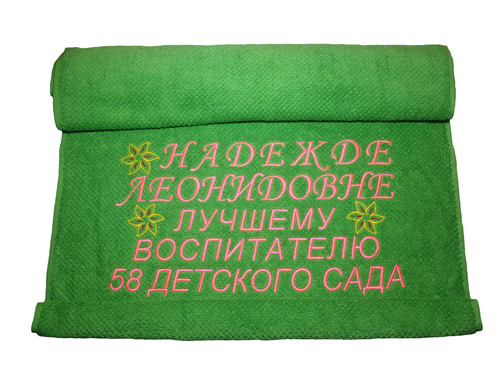 НАДЕЖДЕ
ЛЕОНИДОВНЕ
ЛУЧШЕМУ
ВОСПИТАТЕЛЮ
58 ДЕТСКОГО САДА